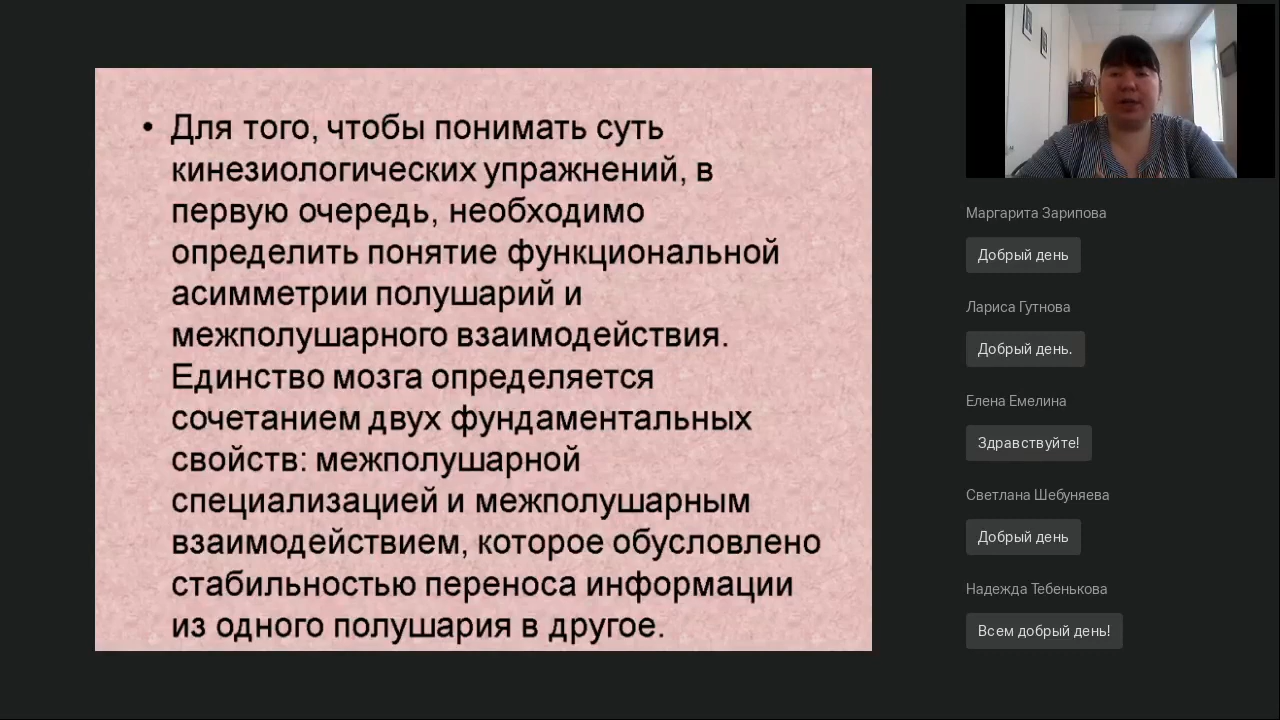 • Для того, чтобы понимать суть
кинезиологических упражнений, в
первую очередь, необходимо
определить понятие функциональной
асимметрии полушарий и
межполушарного взаимодействия.
Единство мозга определяется
сочетанием двух фундаментальных
свойств: межполушарной
специализацией и межполушарным
взаимодействием, которое обусловлено
стабильностью переноса информации
из одного полушария в другое.
Маргарита Зарипова
Добрый день
Лариса Гутнова
Добрый день.
Елена Емелина
Здравствуйте!
Светлана Шебуняева
Добрый день
Надежда Тебенькова
Всем добрый день!